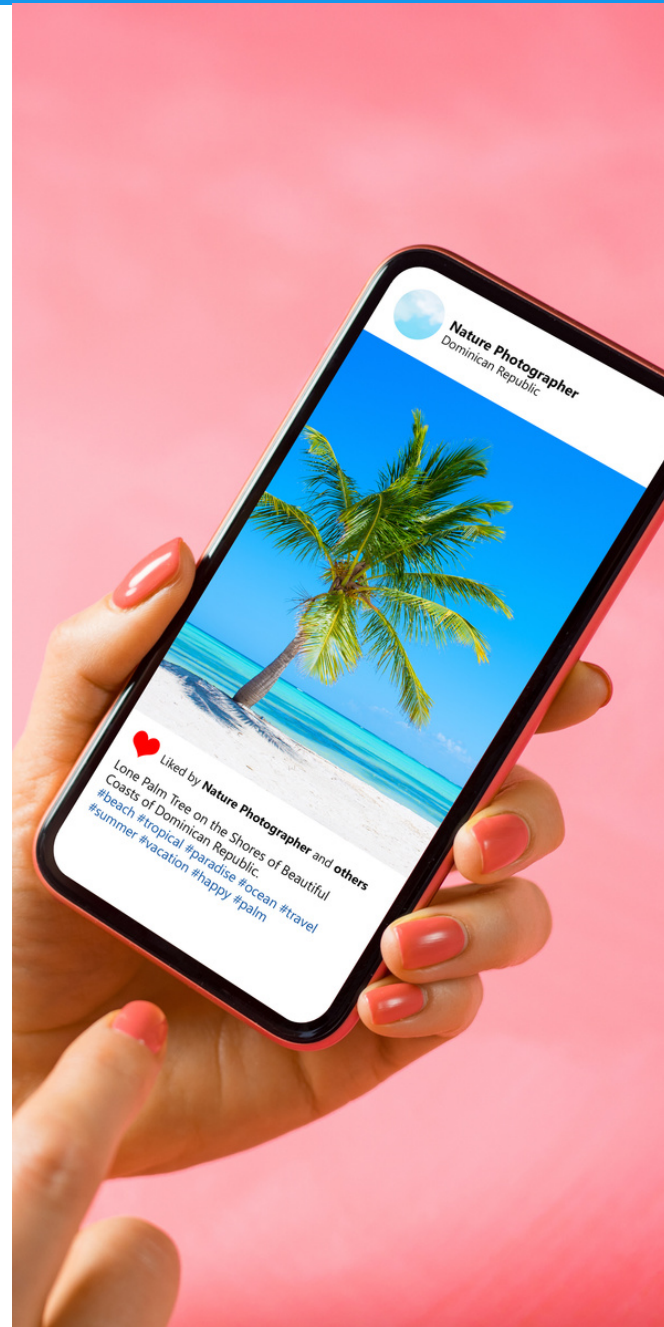 Nature Photographer
Dominican Republic
Liked by Nature Photographer and others
Lone Palm Tree on the Shores of Beautiful
Coasts of Dominican Republic.
#beach #tropical #paradise #ocean #travel
#summer #vacation #happy #palm